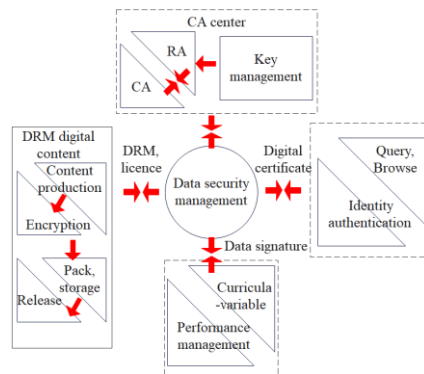 CA center
RA
CA
Key
management
DRM digital
content
Content
production
Encryption
Pack,
storage
Release
DRM,
licence
Data security
management
Digital
certificate
Query,
Browse
Identity
authentication
Data signature
Curricula
-variable
Performance
management